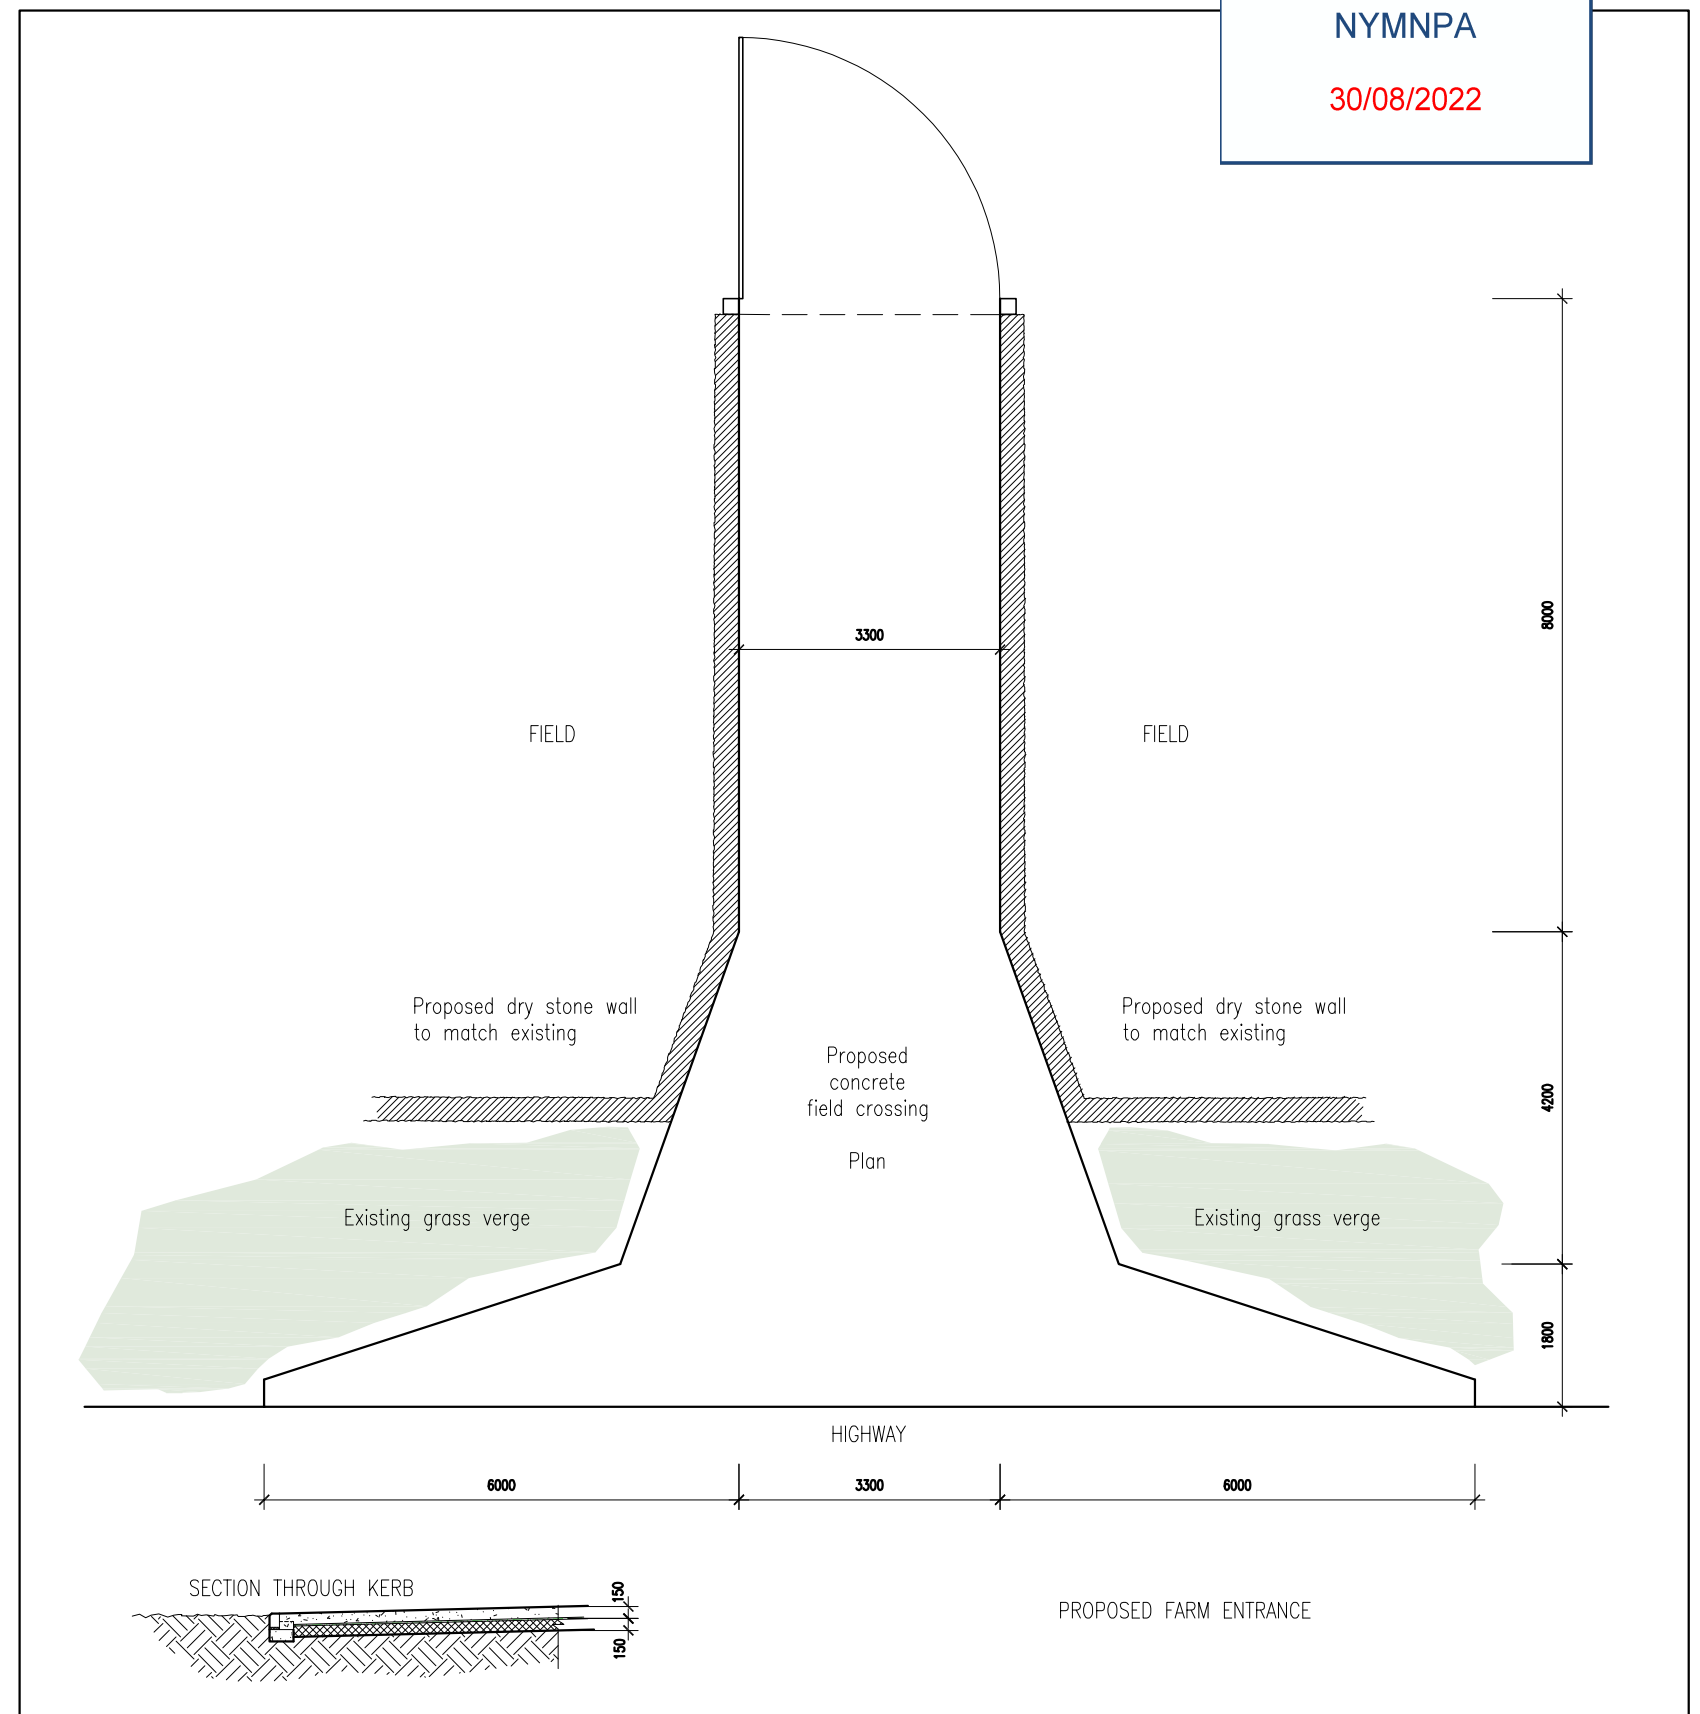 NYMNPA
30/08/2022
3300
8000
FIELD
FIELD
Proposed dry stone wall
to match existing
Proposed dry stone wall
to match existing
Proposed
concrete
field crossing
Plan
4200
Existing grass verge
Existing grass verge
1800
HIGHWAY
6000
3300
6000
SECTION THROUGH KERB
150
150
PROPOSED FARM ENTRANCE